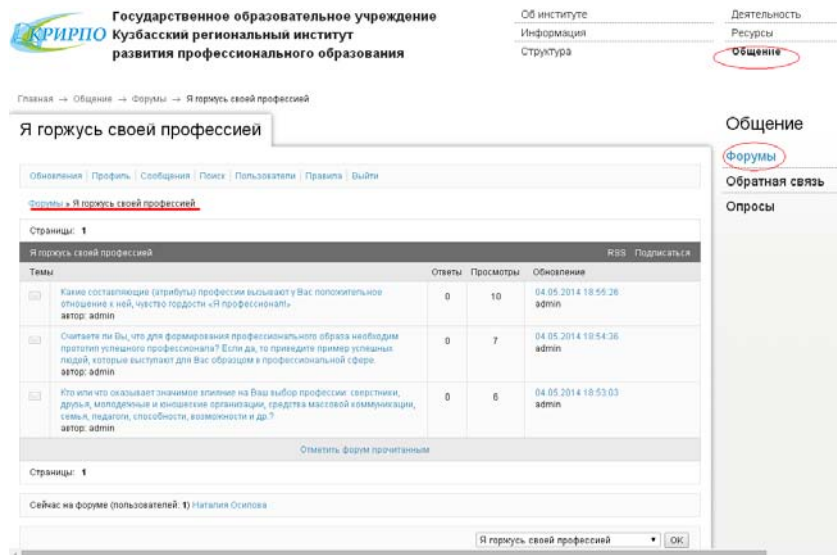 КРИРПО
Государственное образовательное учреждение
Кузбасский региональный институт
развития профессионального образования
Об институте
Информация
Структура
Деятельность
Ресурсы
Общение
Главная → Общение → Форумы → Я горжусь своей профессией
Я горжусь своей профессией
Обновления | Профиль | Сообщения | Поиск | Пользователи | Правила | Выйти
Форумы » Я горжусь своей профессией
Страницы: 1
Я горжусь своей профессией RSS Подписаться
Темы Ответы Просмотры Обновление
Какие составляющие (атрибуты) профессии вызывают у Вас положительное 0 10 04.05.2014 18:56:26
отношение к ней, чувство гордости «Я профессионал!» admin
автор: admin
Считаете ли Вы, что для формирования профессионального образа необходим 0 7 04.05.2014 18:54:36
прототип успешного профессионала? Если да, то приведите пример успешных admin
людей, которые выступают для Вас образцом в профессиональной сфере.
автор: admin
Кто или что оказывает значимое влияние на Ваш выбор профессии: сверстники, 0 6 04.05.2014 18:53:03
друзья, молодежные и юношеские организации, средства массовой коммуникации, admin
семья, педагоги, способности, возможности и др.?
автор: admin
Отметить форум прочитанным
Страницы: 1
Сейчас на форуме (пользователей: 1) Наталия Осипова
Я горжусь своей профессией OK
Общение
Форумы
Обратная связь
Опросы